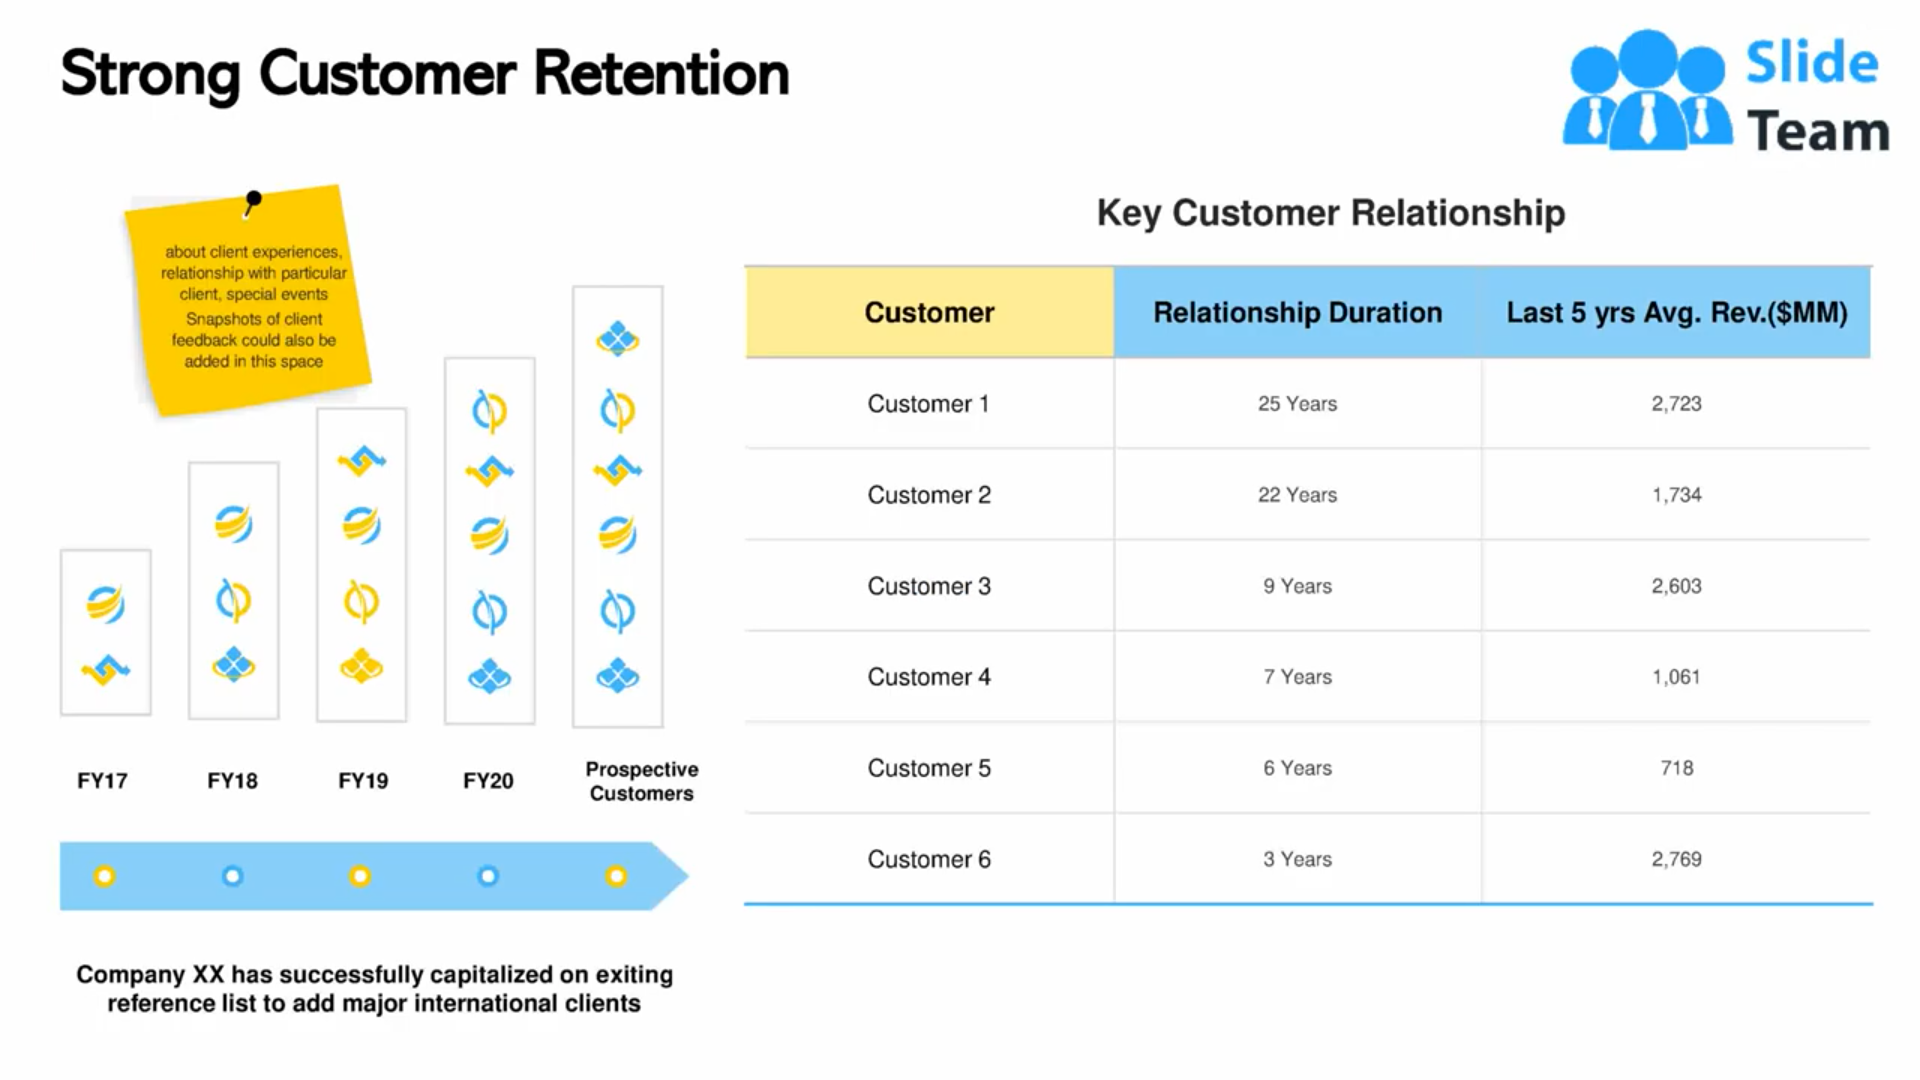 Strong Customer Retention
Slide
Team
about client experiences,
relationship with particular
client, special events
Snapshots of client
feedback could also be
added in this space
FY17
FY18
FY19
FY20
Prospective
Customers
Company XX has successfully capitalized on exiting
reference list to add major international clients
Key Customer Relationship
Customer Relationship Duration Last 5 yrs Avg. Rev.($MM)
Customer 1 25 Years 2,723
Customer 2 22 Years 1,734
Customer 3 9 Years 2,603
Customer 4 7 Years 1,061
Customer 5 6 Years 718
Customer 6 3 Years 2,769